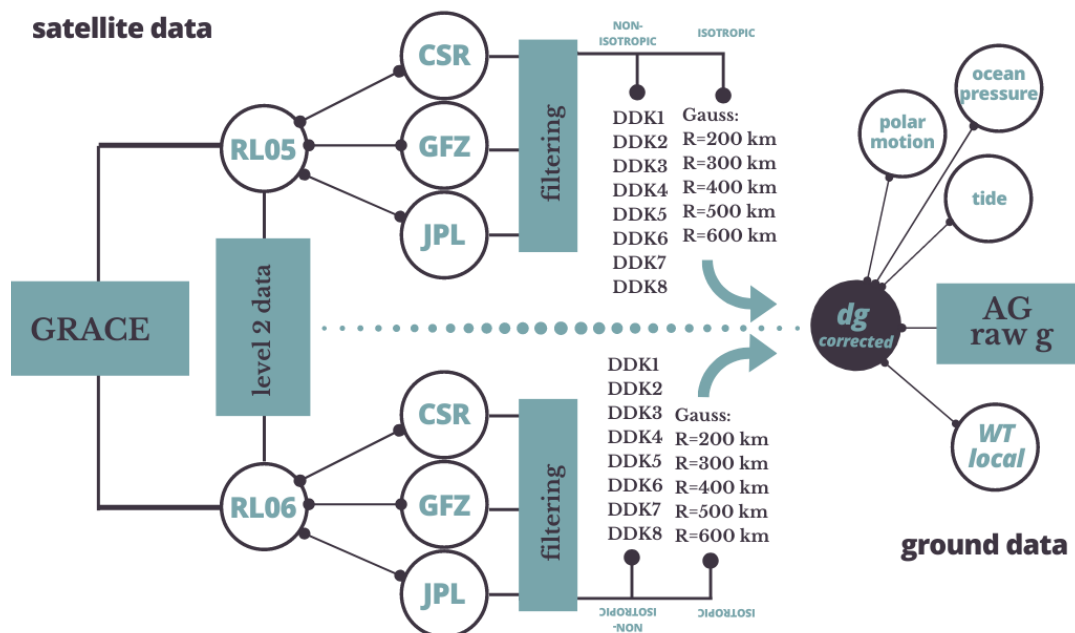 satellite data
GRACE
level 2 data
RL05
CSR
GFZ
JPL
filtering
NON-
ISOTROPIC
ISOTROPIC
DDK1
DDK2
DDK3
DDK4
DDK5
DDK6
DDK7
DDK8
Gauss:
R=200 km
R=300 km
R=400 km
R=500 km
R=600 km
RL06
CSR
GFZ
JPL
filtering
DDK1
DDK2
DDK3
DDK4
DDK5
DDK6
DDK7
DDK8
Gauss:
R=200 km
R=300 km
R=400 km
R=500 km
R=600 km
NON-
ISOTROPIC
ISOTROPIC
polar
motion
ocean
pressure
tide
dg
corrected
AG
raw g
WT
local
ground data